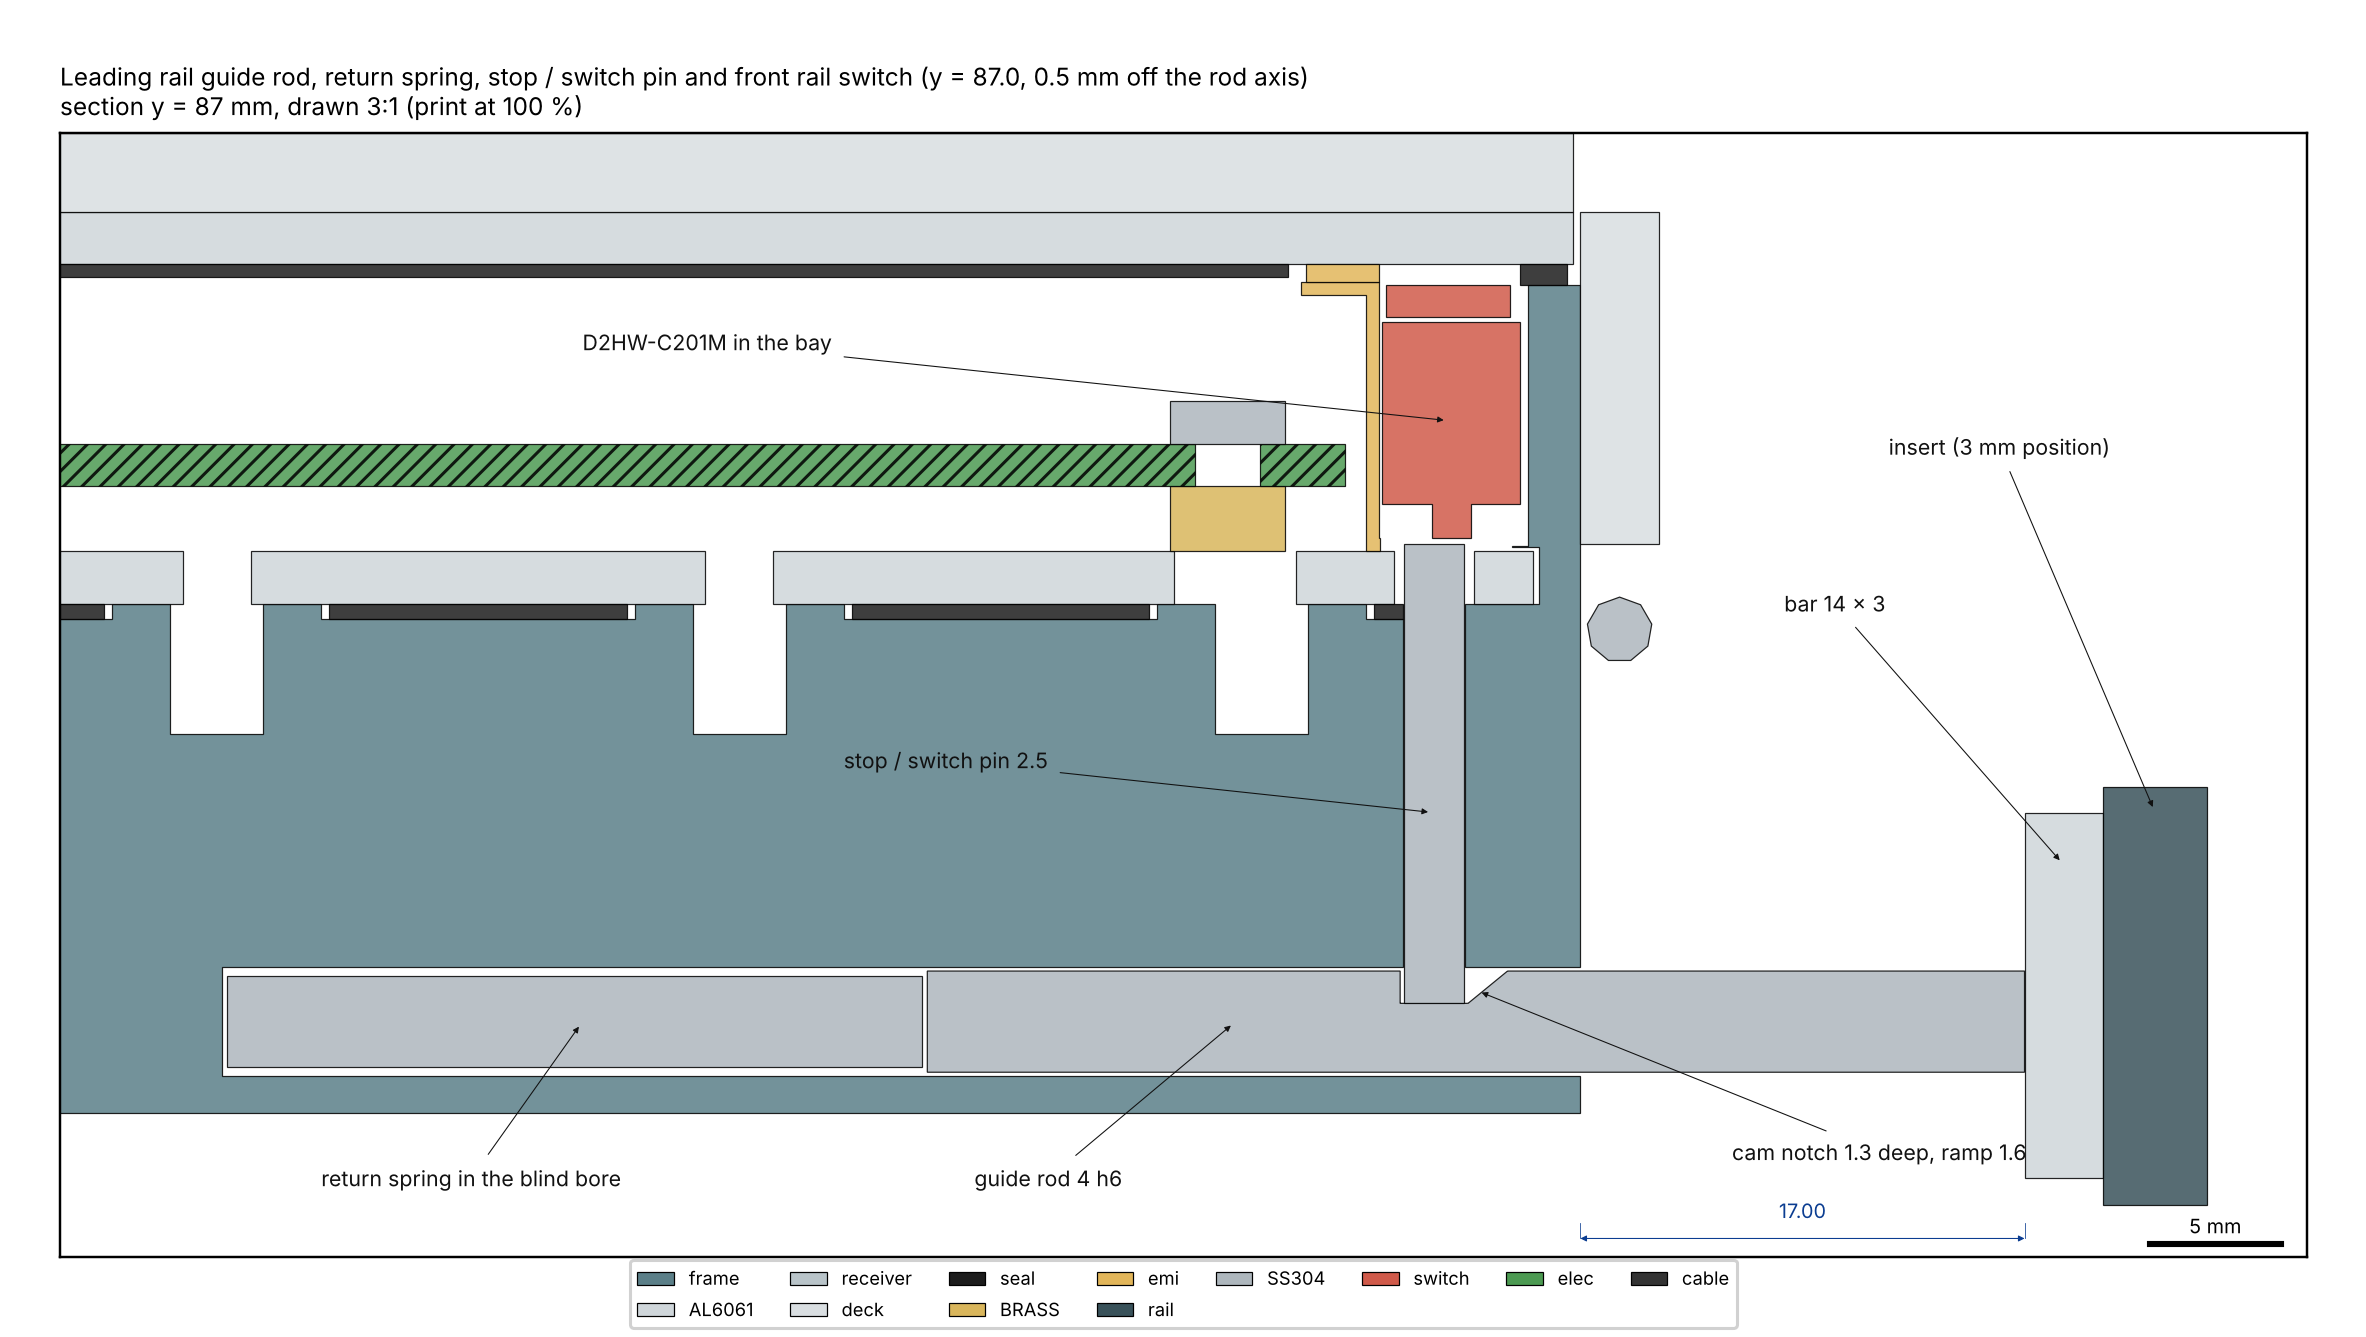 Leading rail guide rod, return spring, stop / switch pin and front rail switch (y = 87.0, 0.5 mm off the rod axis)
section y = 87 mm, drawn 3:1 (print at 100 %)
D2HW-C201M in the bay
insert (3 mm position)
bar 14 × 3
stop / switch pin 2.5
cam notch 1.3 deep, ramp 1.6
return spring in the blind bore
guide rod 4 h6
17.00
5 mm
frame
receiver
seal
emi
SS304
switch
elec
cable
AL6061
deck
BRASS
rail